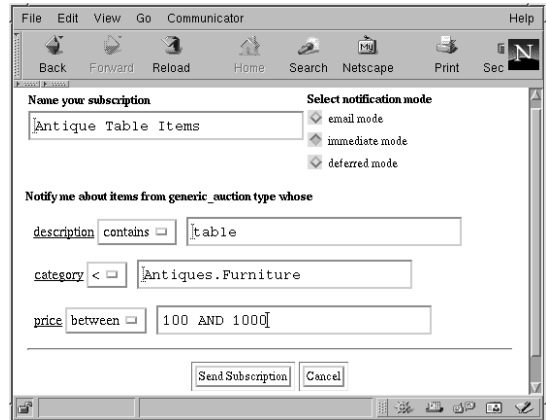 File Edit View Go Communicator Help
Back Forward Reload Home Search Netscape Print Sec
N
My
Name your subscription
Select notification mode
Antique Table Items
email mode
immediate mode
deferred mode
Notify me about items from generic_auction type whose
description contains table
category < Antiques.Furniture
price between 100 AND 1000
Send Subscription Cancel